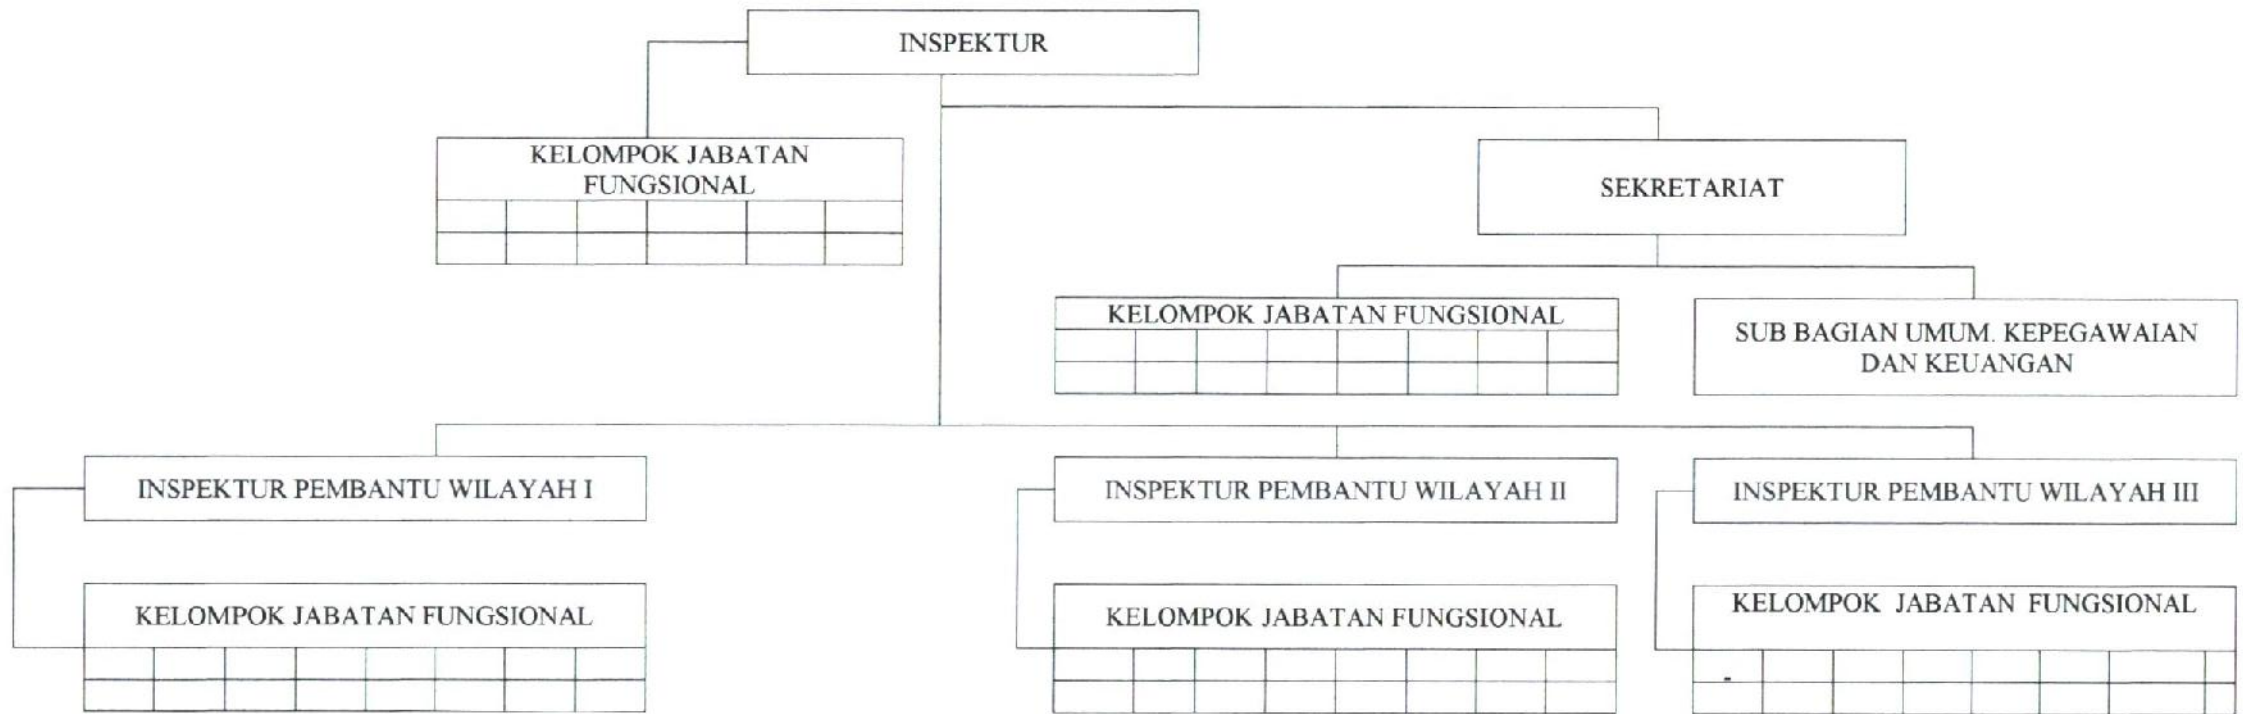 INSPEKTUR
KELOMPOK JABATAN
FUNGSIONAL
SEKRETARIAT
KELOMPOK JABATAN FUNGSIONAL
SUB BAGIAN UMUM. KEPEGAWAIAN
DAN KEUANGAN
INSPEKTUR PEMBANTU WILAYAH I
INSPEKTUR PEMBANTU WILAYAH II
INSPEKTUR PEMBANTU WILAYAH III
KELOMPOK JABATAN FUNGSIONAL
KELOMPOK JABATAN FUNGSIONAL
KELOMPOK JABATAN FUNGSIONAL